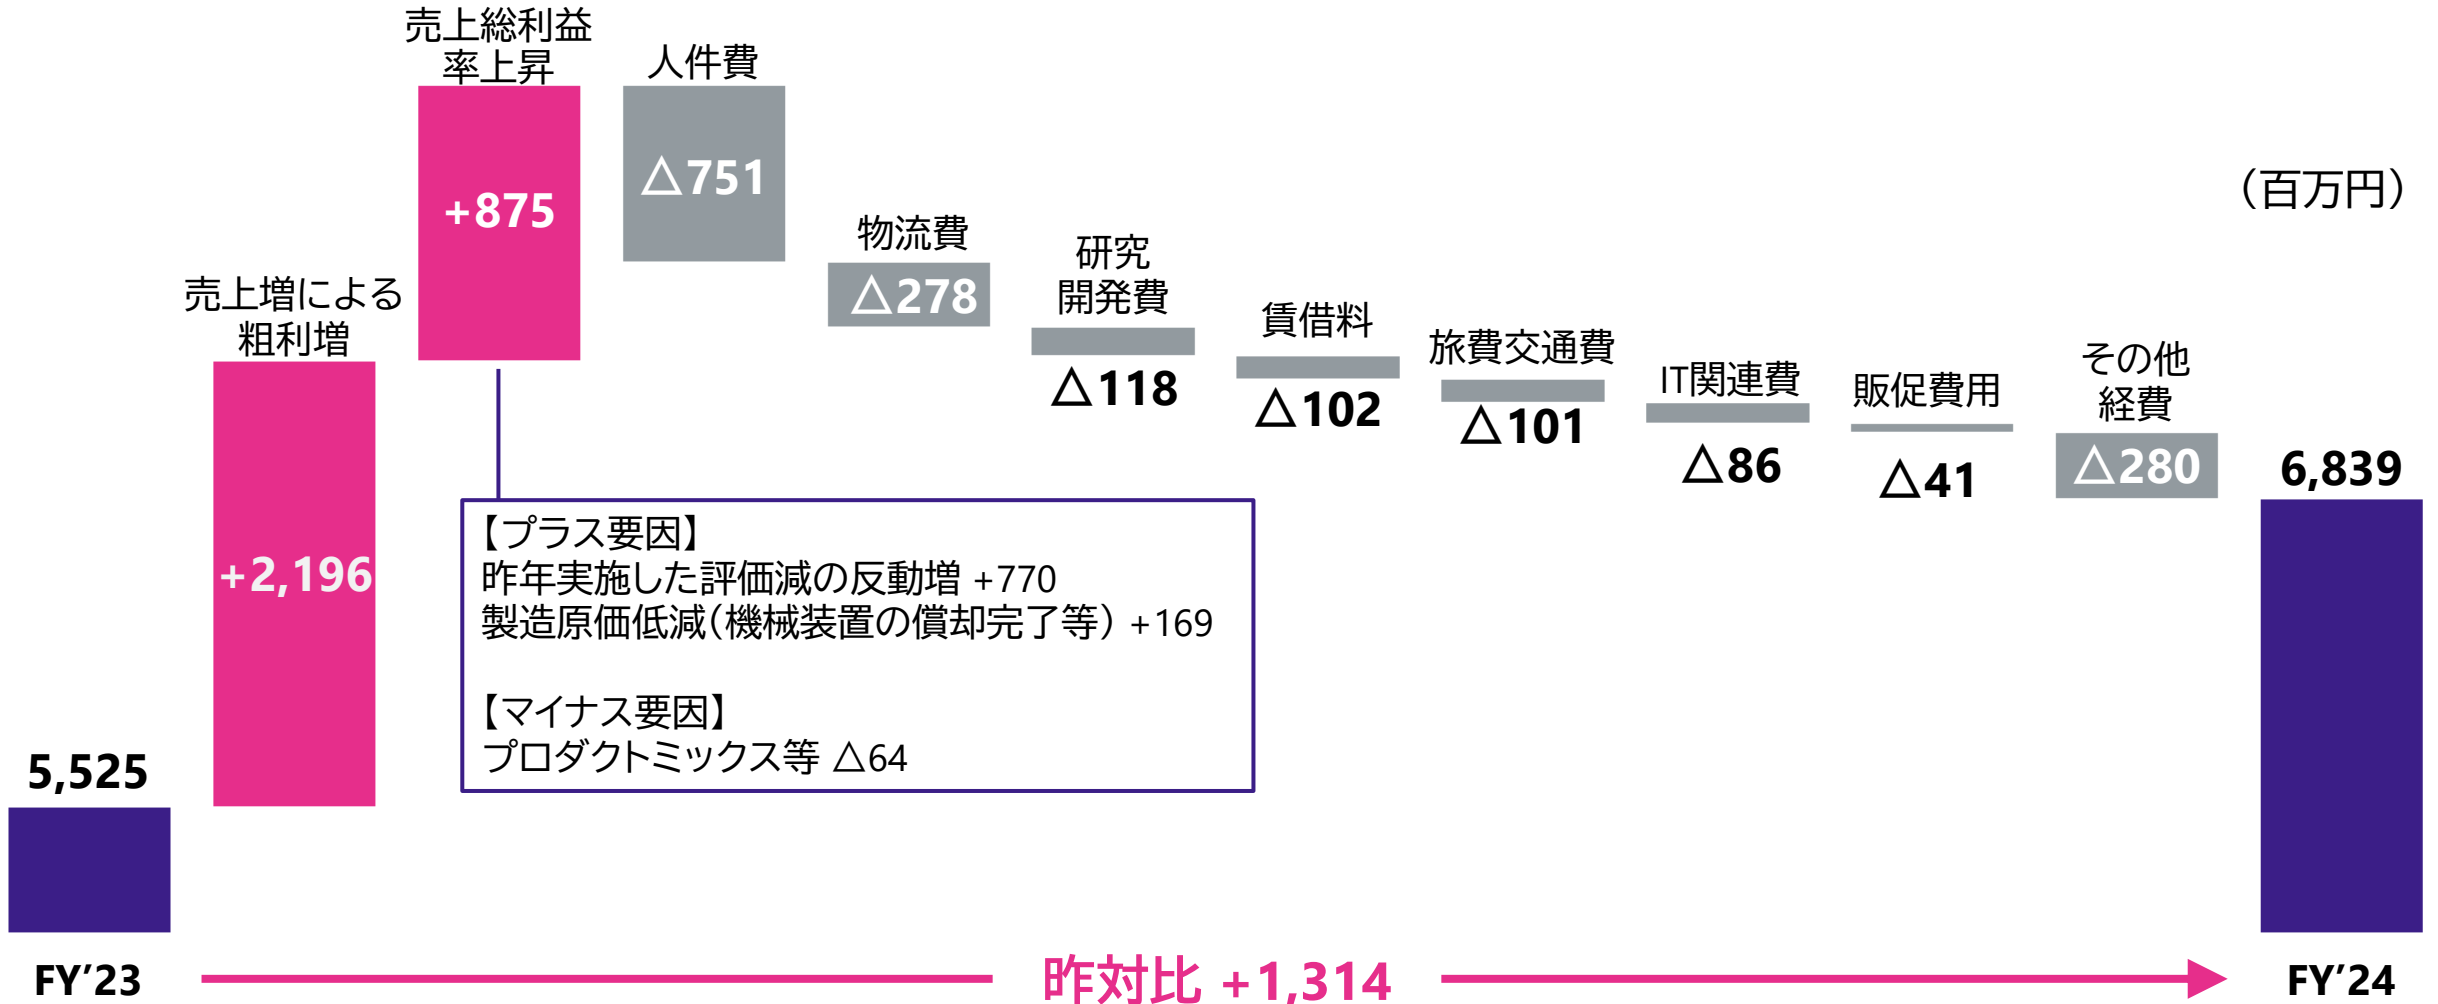 売上総利益
率上昇
+875
人件費
△751
（百万円）
物流費
△278
研究
開発費
△118
売上増による
粗利増
+2,196
賃借料
△102
旅費交通費
△101
IT関連費
△86
販促費用
△41
その他
経費
△280
6,839
【プラス要因】
昨年実施した評価減の反動増 +770
製造原価低減（機械装置の償却完了等） +169
【マイナス要因】
プロダクトミックス等 △64
5,525
FY’23
昨対比 +1,314
FY’24